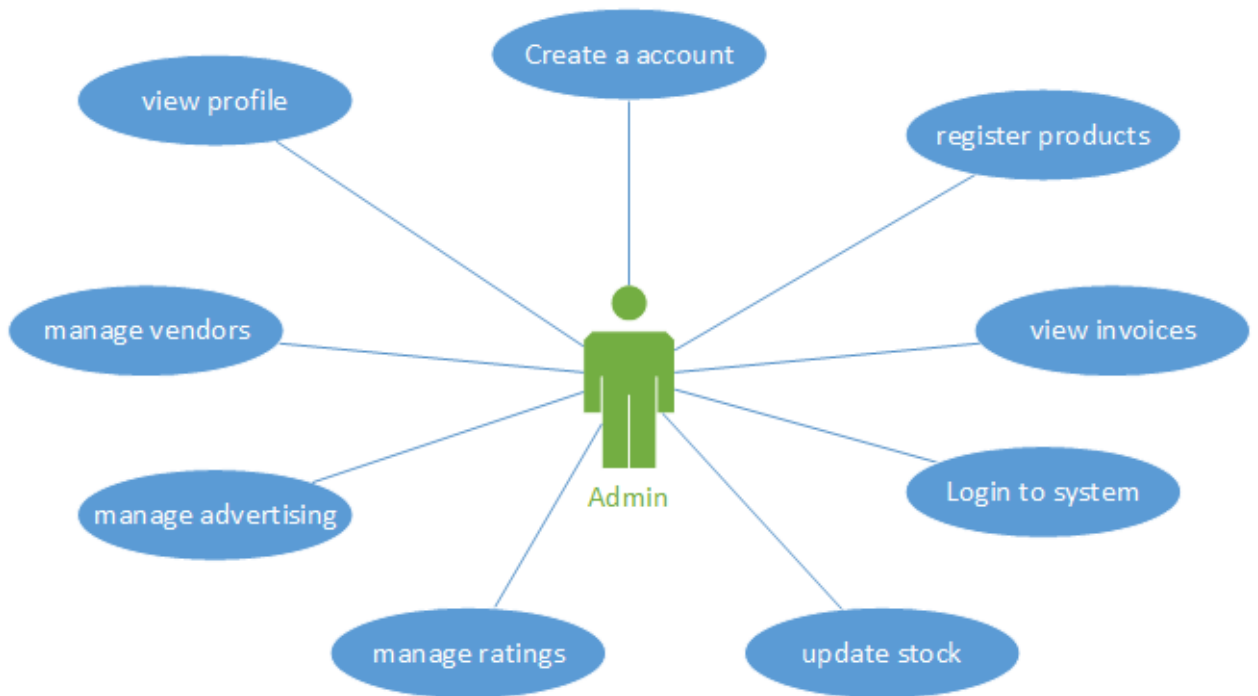 Create a account
view profile
register products
manage vendors
view invoices
Login to system
Admin
manage advertising
manage ratings
update stock